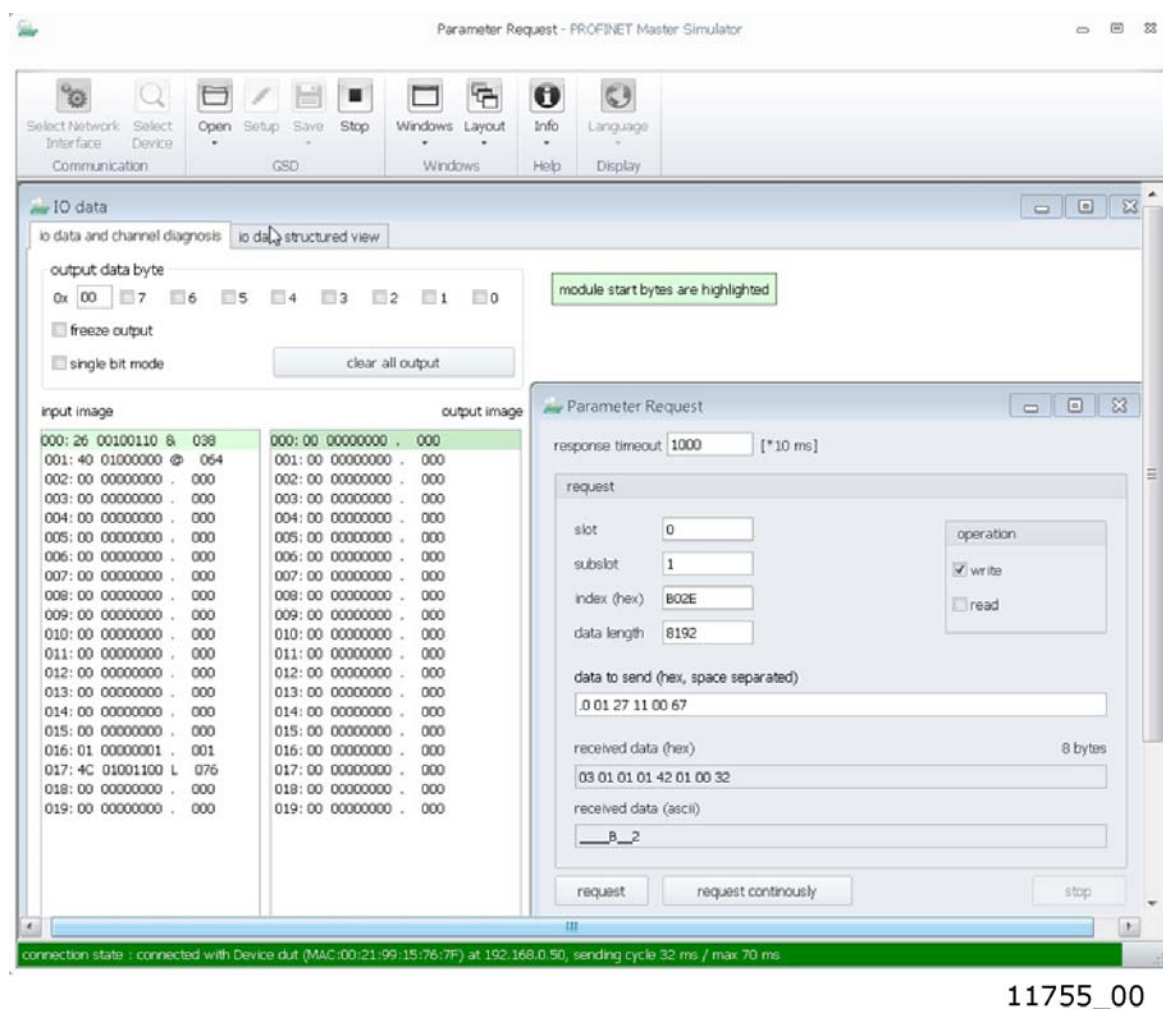 Parameter Request - PROFINET Master Simulator
Select Network Interface
Select Device
Open
Setup
Save
Stop
Windows
Layout
Info
Language
Communication
GSD
Windows
Help
Display
IO data
io data and channel diagnosis
io data structured view
output data byte
0x 00 7 6 5 4 3 2 1 0
module start bytes are highlighted
freeze output
single bit mode
clear all output
input image
output image
000: 26 00100110 & 038
001: 40 01000000 @ 064
002: 00 00000000 . 000
003: 00 00000000 . 000
004: 00 00000000 . 000
005: 00 00000000 . 000
006: 00 00000000 . 000
007: 00 00000000 . 000
008: 00 00000000 . 000
009: 00 00000000 . 000
010: 00 00000000 . 000
011: 00 00000000 . 000
012: 00 00000000 . 000
013: 00 00000000 . 000
014: 00 00000000 . 000
015: 00 00000000 . 000
016: 01 00000001 . 001
017: 4C 01001100 L 076
018: 00 00000000 . 000
019: 00 00000000 . 000
000: 00 00000000 . 000
001: 00 00000000 . 000
002: 00 00000000 . 000
003: 00 00000000 . 000
004: 00 00000000 . 000
005: 00 00000000 . 000
006: 00 00000000 . 000
007: 00 00000000 . 000
008: 00 00000000 . 000
009: 00 00000000 . 000
010: 00 00000000 . 000
011: 00 00000000 . 000
012: 00 00000000 . 000
013: 00 00000000 . 000
014: 00 00000000 . 000
015: 00 00000000 . 000
016: 00 00000000 . 000
017: 00 00000000 . 000
018: 00 00000000 . 000
019: 00 00000000 . 000
Parameter Request
response timeout 1000 [*10 ms]
request
slot 0
subslot 1
index (hex) B02E
data length 8192
operation
write
read
data to send (hex, space separated)
.0 01 27 11 00 67
received data (hex) 8 bytes
03 01 01 01 42 01 00 32
received data (ascii)
____B__2
request
request continously
stop
connection state : connected with Device dut (MAC:00:21:99:15:76:7F) at 192.168.0.50, sending cycle 32 ms / max 70 ms
11755_00